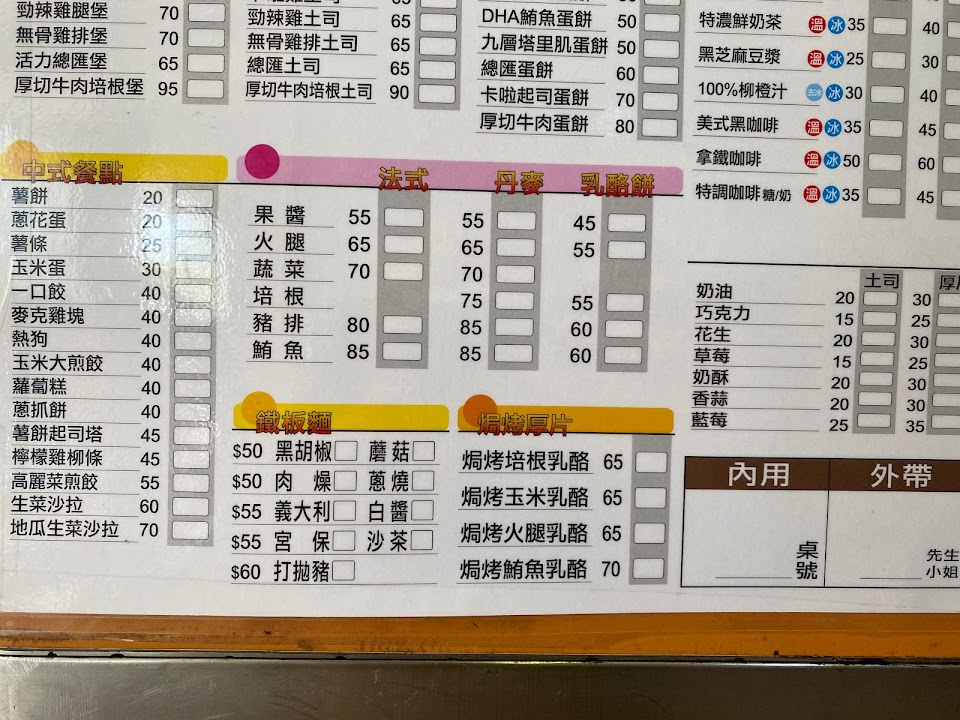 勁辣雞腿堡 70
無骨雞排堡 70
活力總匯堡 65
厚切牛肉培根堡 95
勁辣雞土司 65
無骨雞排土司 65
總匯土司 65
厚切牛肉培根土司 90
DHA鮪魚蛋餅 50
九層塔里肌蛋餅 50
總匯蛋餅 60
卡啦起司蛋餅 70
厚切牛肉蛋餅 80
特濃鮮奶茶 溫 冰 35 40
黑芝麻豆漿 溫 冰 25 30
100%柳橙汁 去冰 冰 30 40
美式黑咖啡 溫 冰 35 45
拿鐵咖啡 溫 冰 50 60
特調咖啡 糖/奶 溫 冰 35 45
中式餐點
薯餅 20
蔥花蛋 20
薯條 25
玉米蛋 30
一口餃 40
麥克雞塊 40
熱狗 40
玉米大煎餃 40
蘿蔔糕 40
蔥抓餅 40
薯餅起司塔 45
檸檬雞柳條 45
高麗菜煎餃 55
生菜沙拉 60
地瓜生菜沙拉 70
法式 丹麥 乳酪餅
果醬 55 55 45
火腿 65 65 55
蔬菜 70 70
培根 75 55
豬排 80 85 60
鮪魚 85 85 60
鐵板麵
$50 黑胡椒 蘑菇
$50 肉燥 蔥燒
$55 義大利 白醬
$55 宮保 沙茶
$60 打拋豬
焗烤厚片
焗烤培根乳酪 65
焗烤玉米乳酪 65
焗烤火腿乳酪 65
焗烤鮪魚乳酪 70
土司
奶油 20 30
巧克力 15 25
花生 20 30
草莓 15 25
奶酥 20 30
香蒜 20 30
藍莓 25 35
內用 外帶
桌號
先生
小姐